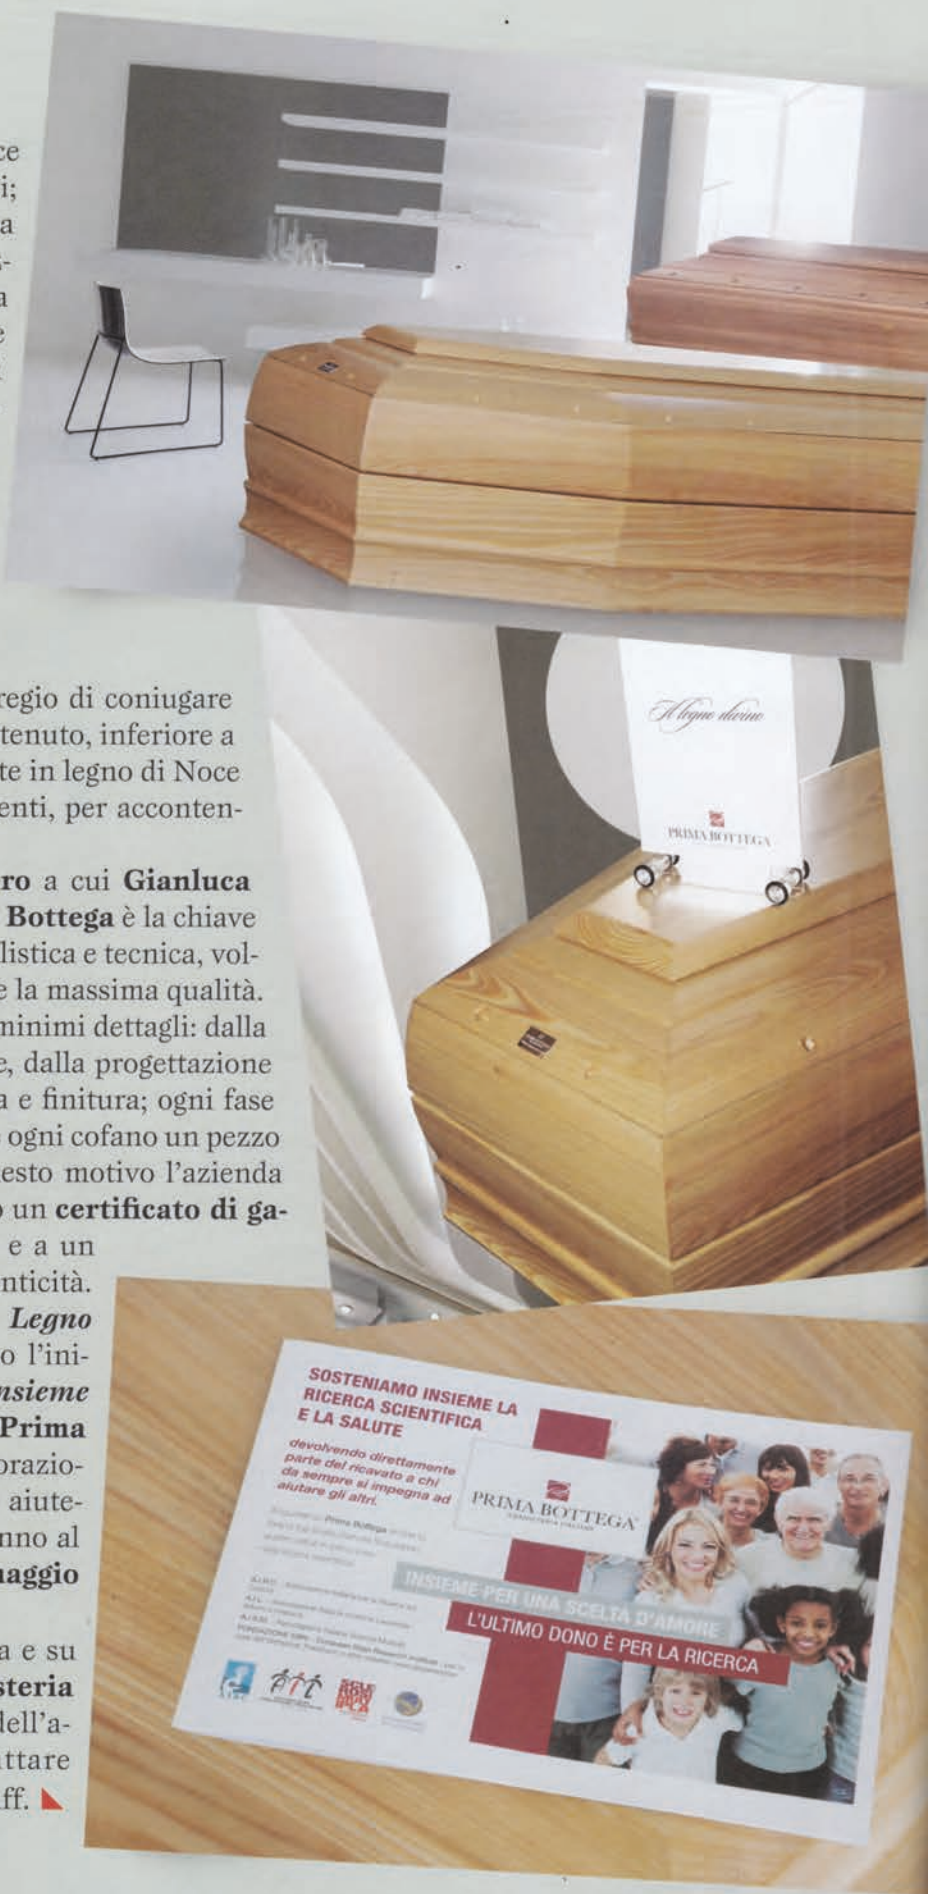 ce
i;
a
a
e
regio di coniugare
tenuto, inferiore a
te in legno di Noce
enti, per acconten-
ro a cui Gianluca
Bottega è la chiave
listica e tecnica, vol-
e la massima qualità.
minimi dettagli: dalla
e, dalla progettazione
a e finitura; ogni fase
e ogni cofano un pezzo
esto motivo l'azienda
o un certificato di ga-
e a un
nticità.
Legno
o l'ini-
nsieme
Prima
orazio-
aiute-
nno al
maggio
a e su
steria
dell'a-
ttare
ff.
Il legno divino
PRIMA BOTTEGA
SOSTENIAMO INSIEME LA
RICERCA SCIENTIFICA
E LA SALUTE
devolvendo direttamente
parte del ricavato a chi
da sempre si impegna ad
aiutare gli altri.
PRIMA BOTTEGA
INSIEME PER UNA SCELTA D'AMORE
L'ULTIMO DONO È PER LA RICERCA
Prima Bottega
AIL